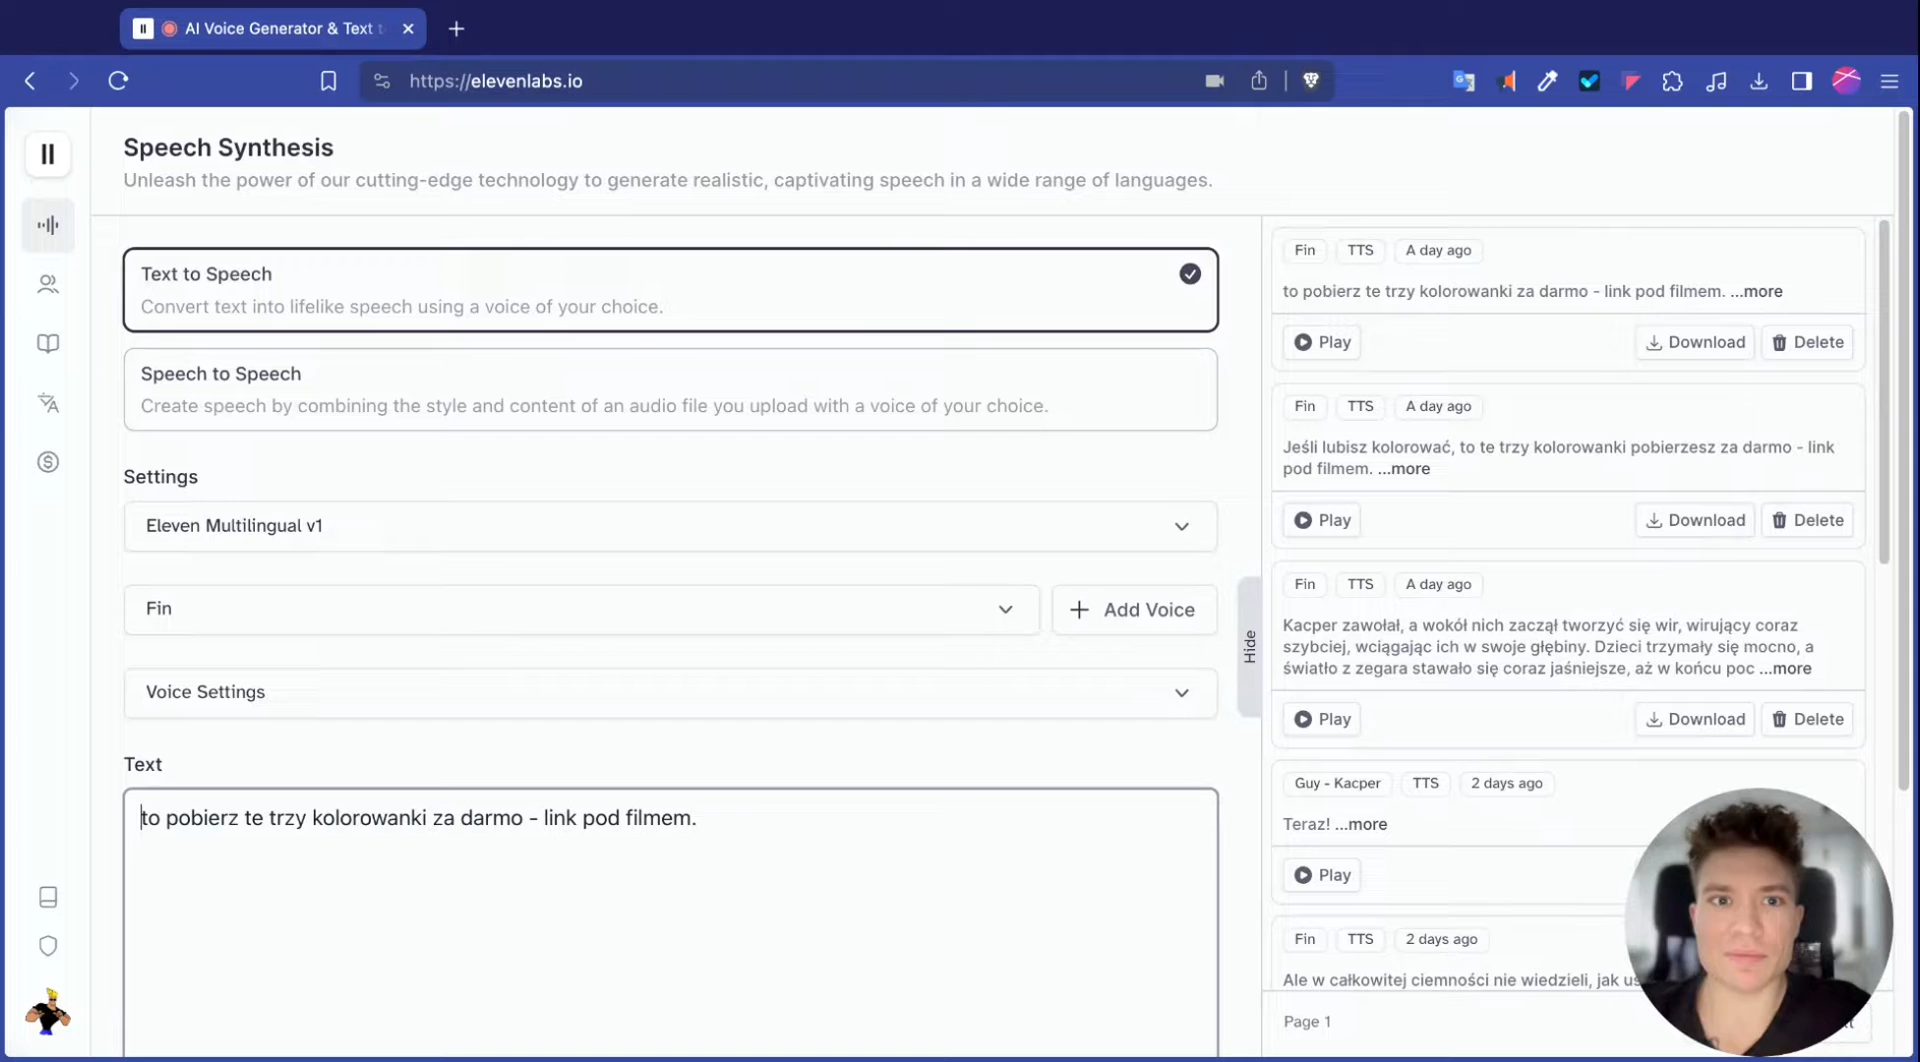 AI Voice Generator & Text t
https://elevenlabs.io
Speech Synthesis
Unleash the power of our cutting-edge technology to generate realistic, captivating speech in a wide range of languages.
Text to Speech
Convert text into lifelike speech using a voice of your choice.
Speech to Speech
Create speech by combining the style and content of an audio file you upload with a voice of your choice.
Settings
Eleven Multilingual v1
Fin
Add Voice
Voice Settings
Text
to pobierz te trzy kolorowanki za darmo - link pod filmem.
Hide
Fin TTS A day ago
to pobierz te trzy kolorowanki za darmo - link pod filmem. ...more
Play Download Delete
Fin TTS A day ago
Jeśli lubisz kolorować, to te trzy kolorowanki pobierzesz za darmo - link
pod filmem. ...more
Play Download Delete
Fin TTS A day ago
Kacper zawołał, a wokół nich zaczął tworzyć się wir, wirujący coraz
szybciej, wciągając ich w swoje głębiny. Dzieci trzymały się mocno, a
światło z zegara stawało się coraz jaśniejsze, aż w końcu poc ...more
Play Download Delete
Guy - Kacper TTS 2 days ago
Teraz! ...more
Play
Fin TTS 2 days ago
Ale w całkowitej ciemności nie wiedzieli, jak
Page 1